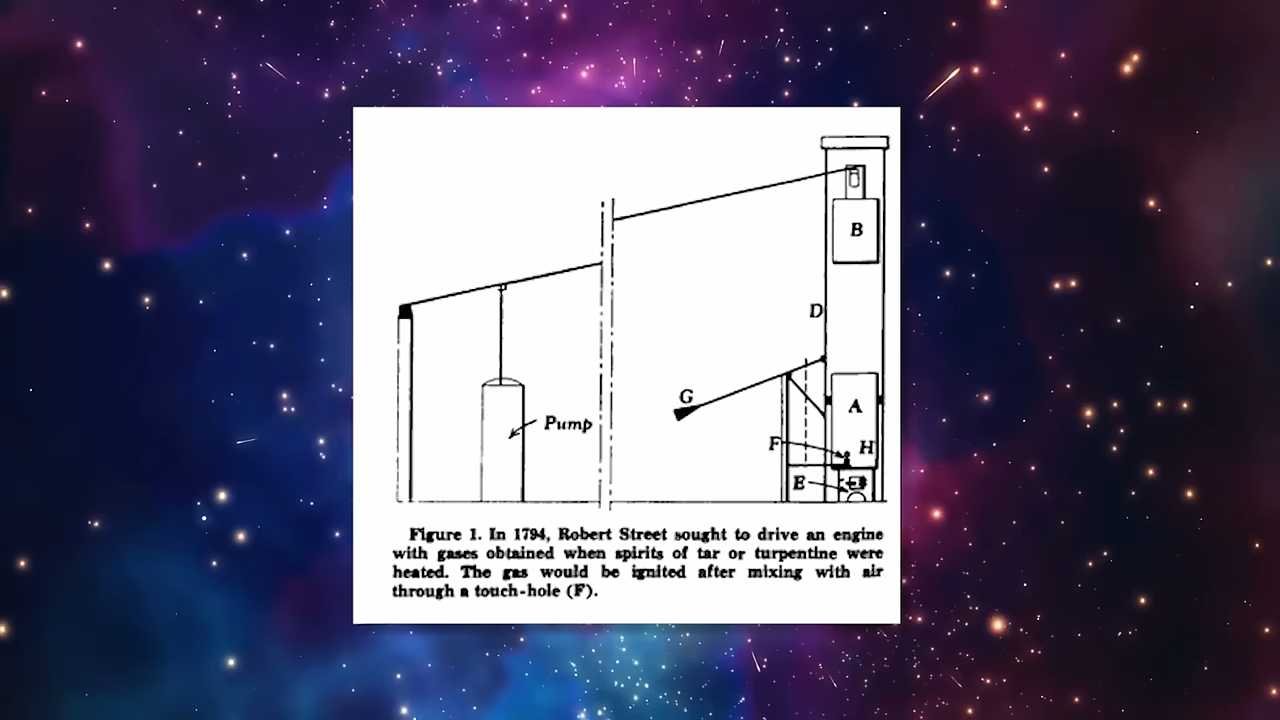 B
D
G
A
Pump
F
H
E
Figure 1. In 1794, Robert Street sought to drive an engine
with gases obtained when spirits of tar or turpentine were
heated. The gas would be ignited after mixing with air
through a touch-hole (F).